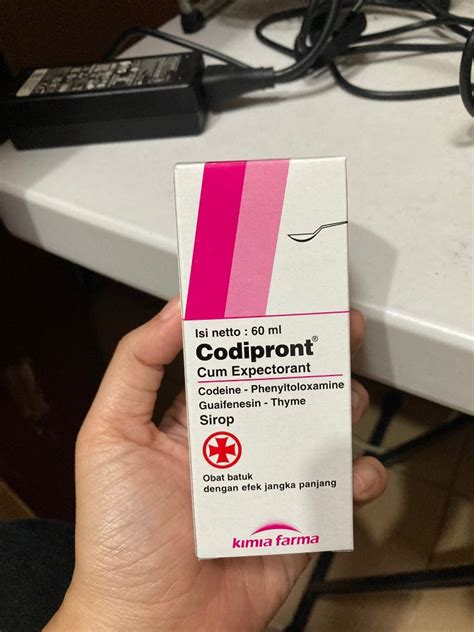 Isi netto : 60 ml
Codipront®
Cum Expectorant
Codeine - Phenyltoloxamine
Guaifenesin - Thyme
Sirop
Obat batuk
dengan efek jangka panjang
kimia farma